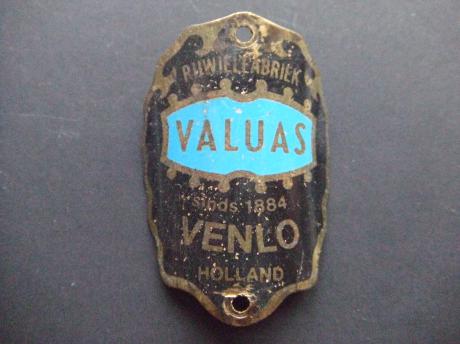 RIJWIELFABRIEK
VALUAS
sinds 1884
VENLO
HOLLAND